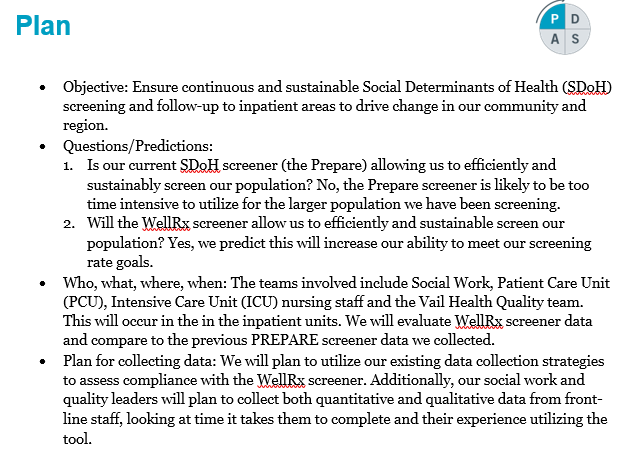 Plan
P D
A S
• Objective: Ensure continuous and sustainable Social Determinants of Health (SDoH)
screening and follow-up to inpatient areas to drive change in our community and
region.
• Questions/Predictions:
1. Is our current SDoH screener (the Prepare) allowing us to efficiently and
sustainably screen our population? No, the Prepare screener is likely to be too
time intensive to utilize for the larger population we have been screening.
2. Will the WellRx screener allow us to efficiently and sustainable screen our
population? Yes, we predict this will increase our ability to meet our screening
rate goals.
• Who, what, where, when: The teams involved include Social Work, Patient Care Unit
(PCU), Intensive Care Unit (ICU) nursing staff and the Vail Health Quality team.
This will occur in the in the inpatient units. We will evaluate WellRx screener data
and compare to the previous PREPARE screener data we collected.
• Plan for collecting data: We will plan to utilize our existing data collection strategies
to assess compliance with the WellRx screener. Additionally, our social work and
quality leaders will plan to collect both quantitative and qualitative data from front-
line staff, looking at time it takes them to complete and their experience utilizing the
tool.